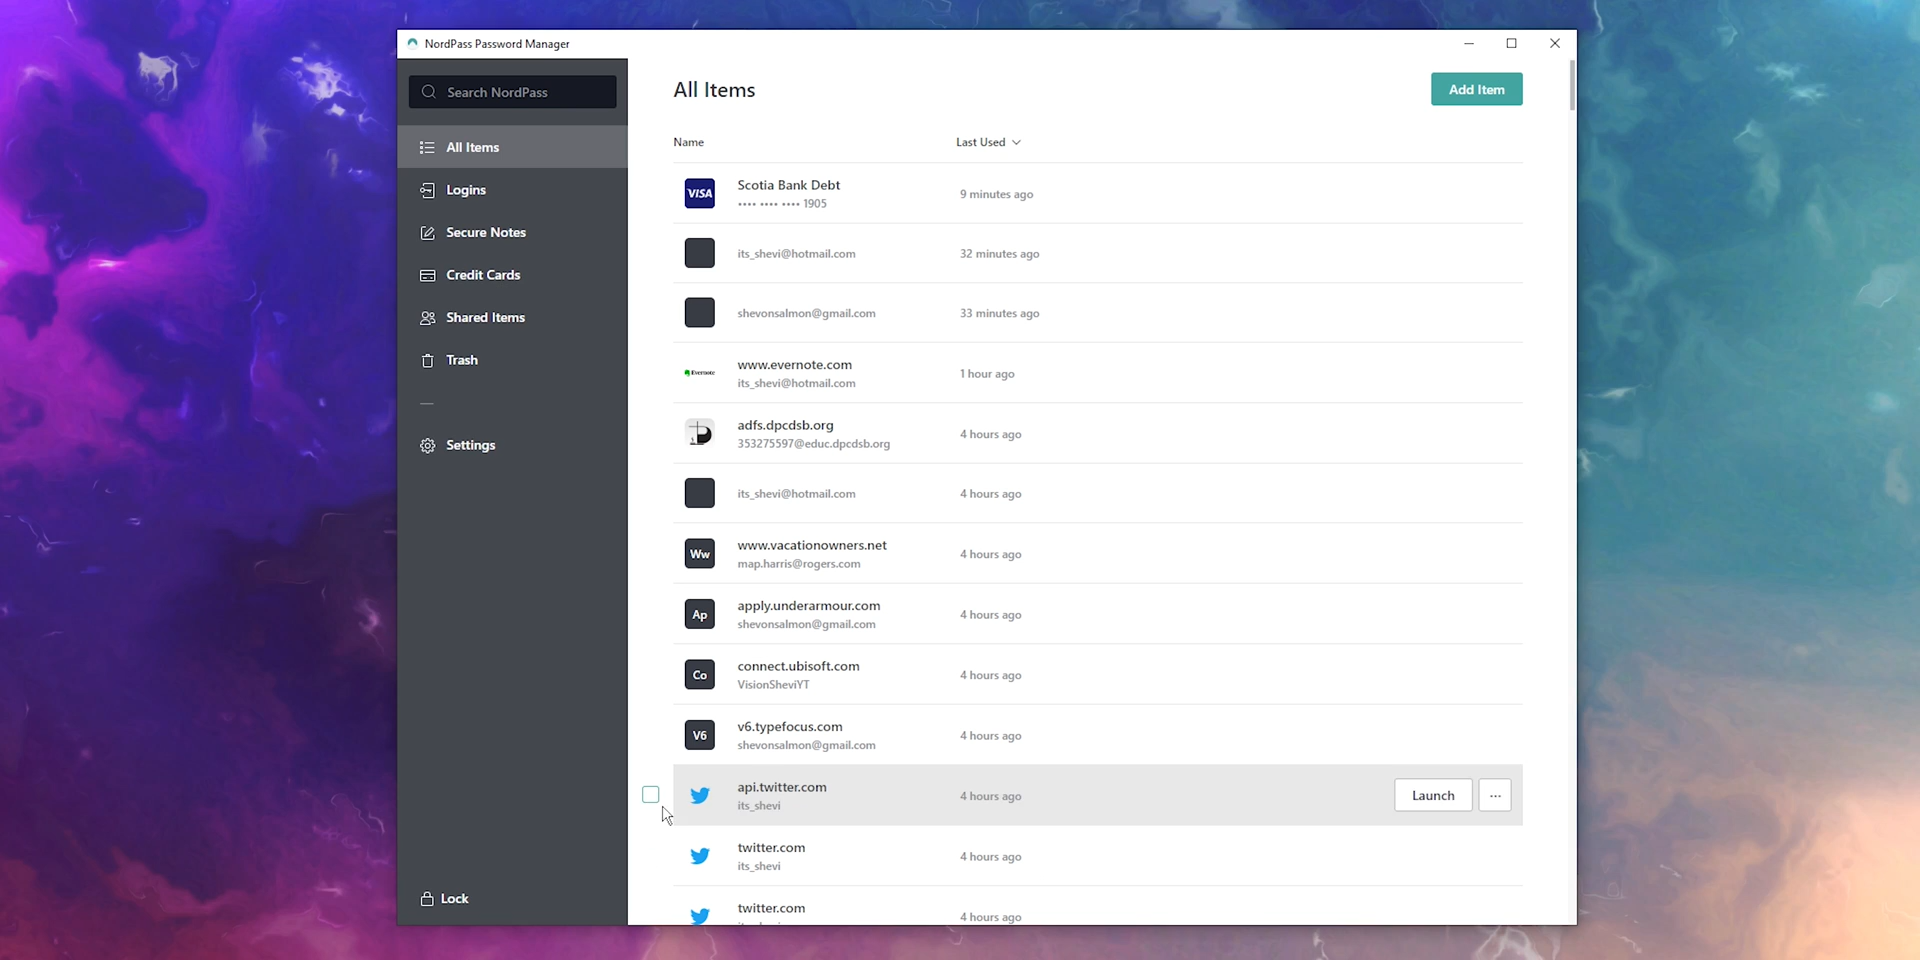 NordPass Password Manager
Search NordPass
All Items
Logins
Secure Notes
Credit Cards
Shared Items
Trash
Settings
Lock
All Items
Add Item
Name
Last Used
VISA
Scotia Bank Debt
•••• •••• •••• 1905
9 minutes ago
its_shevi@hotmail.com
32 minutes ago
shevonsalmon@gmail.com
33 minutes ago
Evernote
www.evernote.com
its_shevi@hotmail.com
1 hour ago
adfs.dpcdsb.org
353275597@educ.dpcdsb.org
4 hours ago
its_shevi@hotmail.com
4 hours ago
Ww
www.vacationowners.net
map.harris@rogers.com
4 hours ago
Ap
apply.underarmour.com
shevonsalmon@gmail.com
4 hours ago
Co
connect.ubisoft.com
VisionSheviYT
4 hours ago
V6
v6.typefocus.com
shevonsalmon@gmail.com
4 hours ago
api.twitter.com
its_shevi
4 hours ago
Launch
...
twitter.com
its_shevi
4 hours ago
twitter.com
4 hours ago